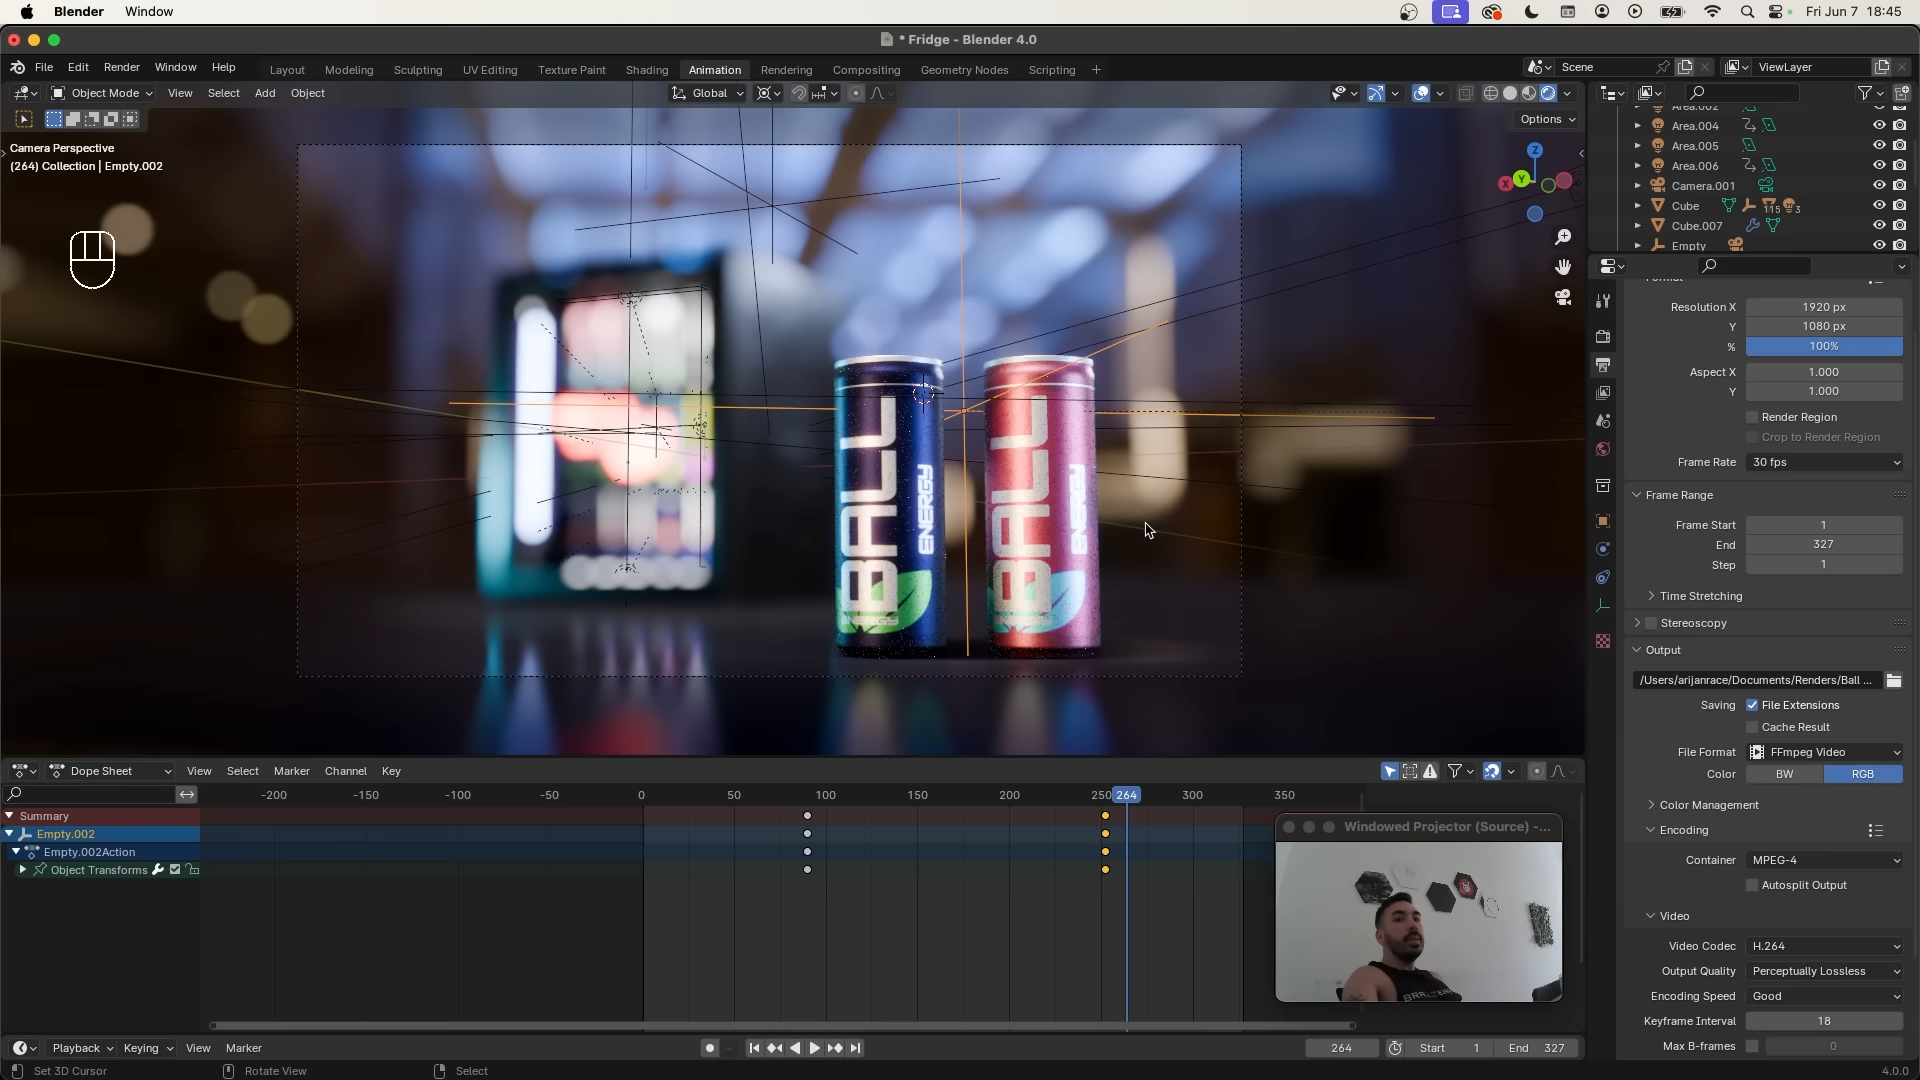 Blender Window Fri Jun 7 18:45
* Fridge - Blender 4.0
File Edit Render Window Help Layout Modeling Sculpting UV Editing Texture Paint Shading Animation Rendering Compositing Geometry Nodes Scripting + Scene ViewLayer
Object Mode View Select Add Object Global
Options
Camera Perspective
(264) Collection | Empty.002
Z
X
Y
BALL
ENERGY
BALL
ENERGY
Area.002
Area.004
Area.005
Area.006
Camera.001
Cube 115 3
Cube.007
Empty
Format
Resolution X 1920 px
Y 1080 px
% 100%
Aspect X 1.000
Y 1.000
Render Region
Crop to Render Region
Frame Rate 30 fps
Frame Range
Frame Start 1
End 327
Step 1
Time Stretching
Stereoscopy
Output
/Users/arijanrace/Documents/Renders/Ball ...
Saving File Extensions
Cache Result
File Format FFmpeg Video
Color BW RGB
Color Management
Encoding
Container MPEG-4
Autosplit Output
Video
Video Codec H.264
Output Quality Perceptually Lossless
Encoding Speed Good
Keyframe Interval 18
Max B-frames 0
Dope Sheet View Select Marker Channel Key
-200 -150 -100 -50 0 50 100 150 200 250 264 300 350
Summary
Empty.002
Empty.002Action
Object Transforms
Windowed Projector (Source) -...
Playback Keying View Marker 264 Start 1 End 327
Set 3D Cursor Rotate View Select 4.0.0